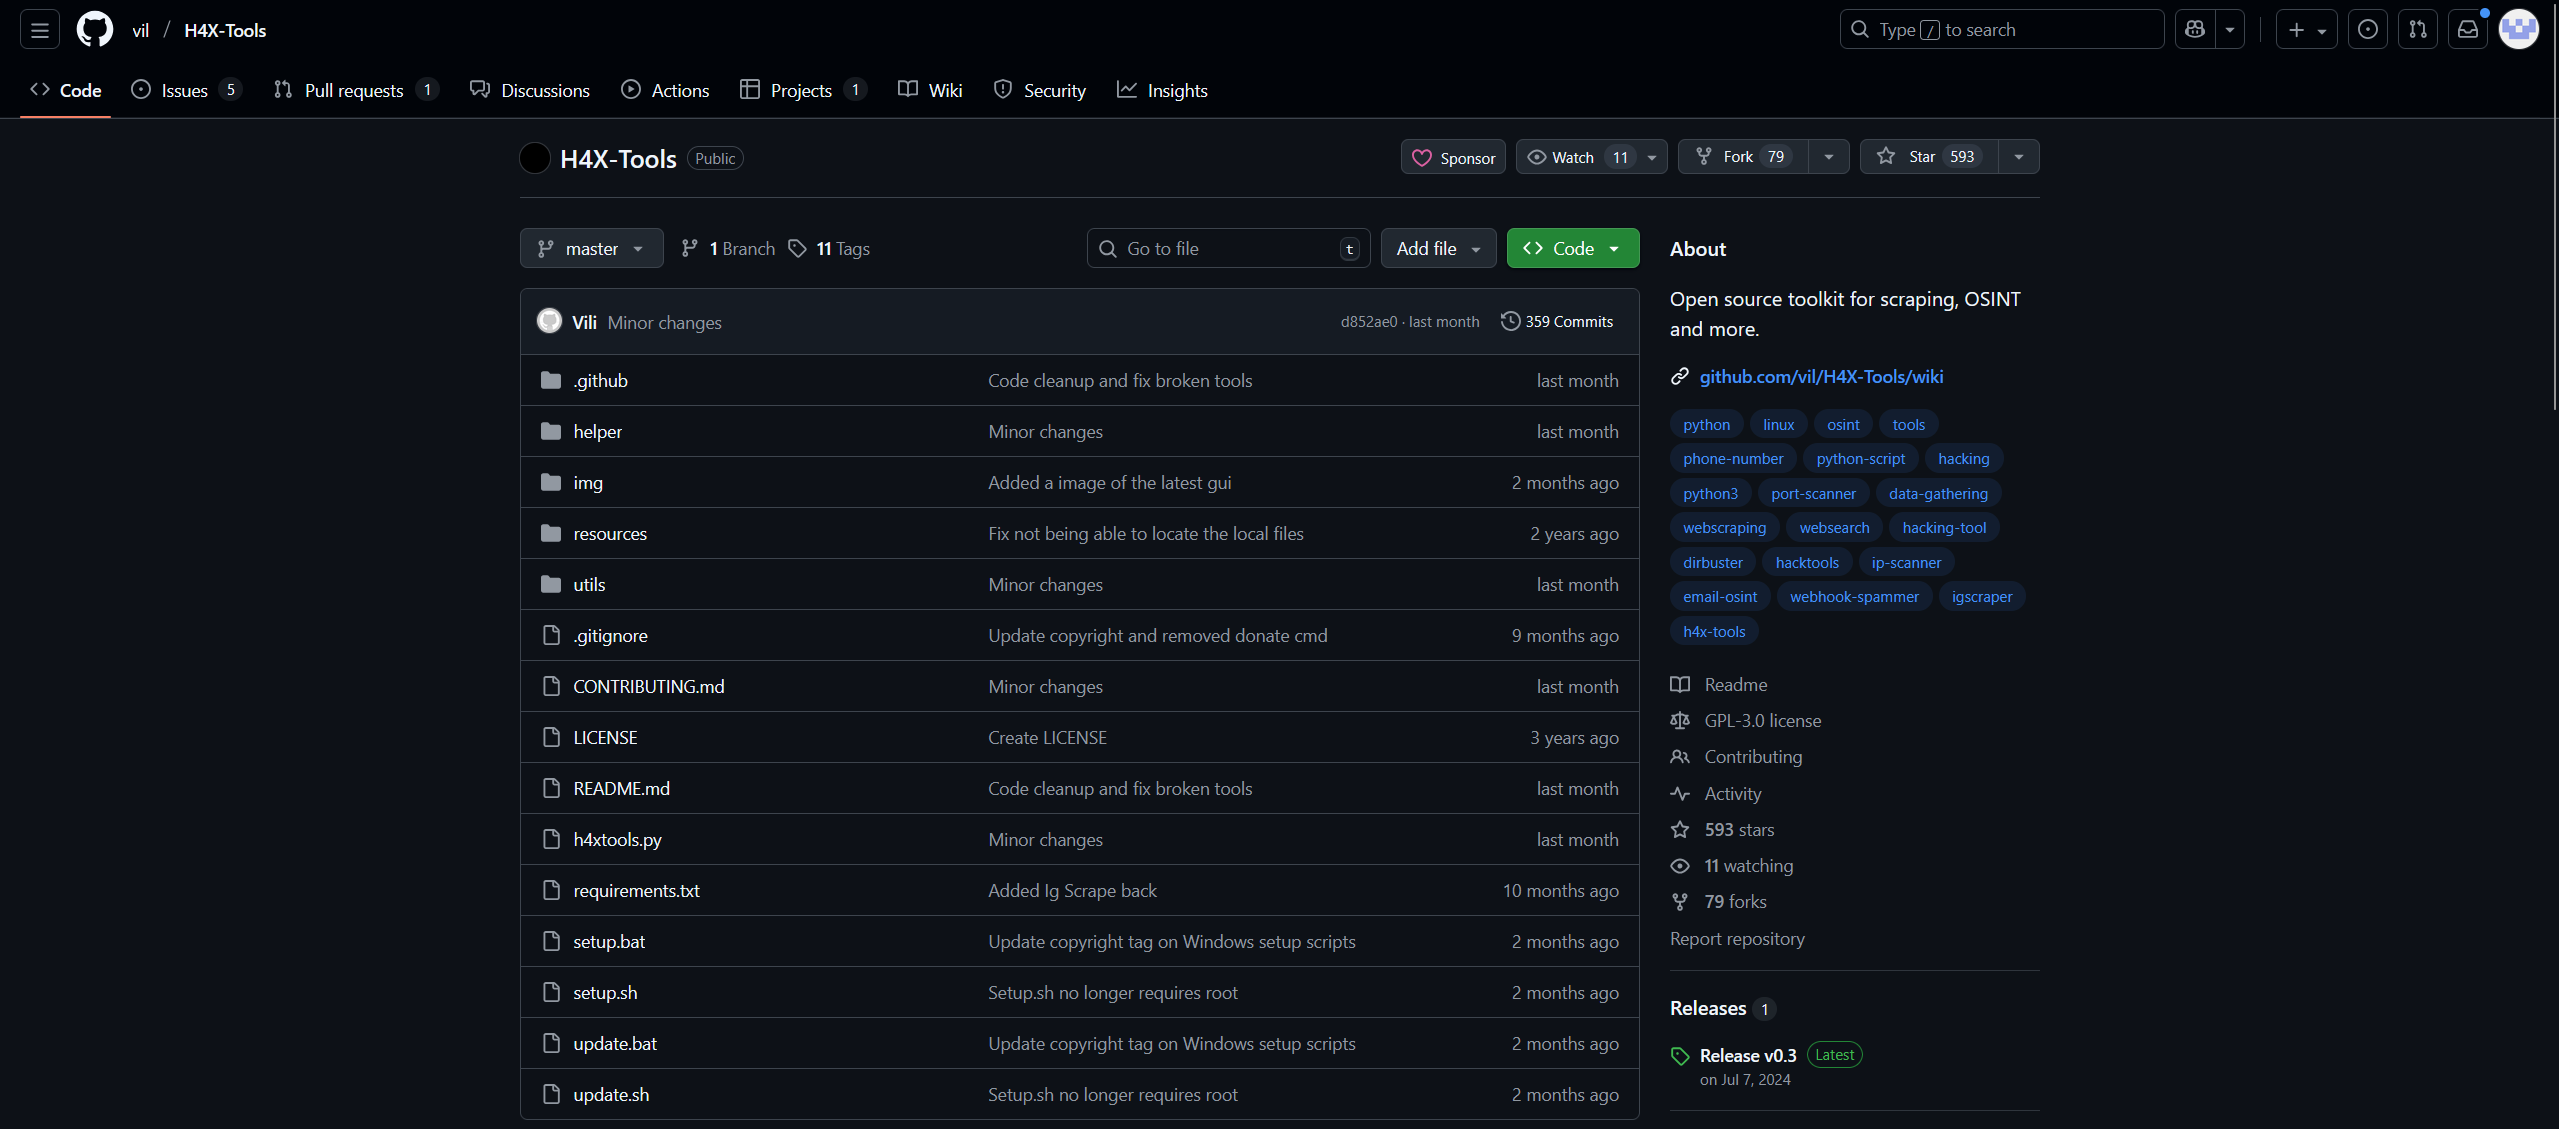 vil / H4X-Tools
Type / to search
Code
Issues 5
Pull requests 1
Discussions
Actions
Projects 1
Wiki
Security
Insights
H4X-Tools Public
Sponsor
Watch 11
Fork 79
Star 593
master
1 Branch
11 Tags
Go to file t
Add file
Code
Vili Minor changes d852ae0 · last month 359 Commits
.github Code cleanup and fix broken tools last month
helper Minor changes last month
img Added a image of the latest gui 2 months ago
resources Fix not being able to locate the local files 2 years ago
utils Minor changes last month
.gitignore Update copyright and removed donate cmd 9 months ago
CONTRIBUTING.md Minor changes last month
LICENSE Create LICENSE 3 years ago
README.md Code cleanup and fix broken tools last month
h4xtools.py Minor changes last month
requirements.txt Added Ig Scrape back 10 months ago
setup.bat Update copyright tag on Windows setup scripts 2 months ago
setup.sh Setup.sh no longer requires root 2 months ago
update.bat Update copyright tag on Windows setup scripts 2 months ago
update.sh Setup.sh no longer requires root 2 months ago
About
Open source toolkit for scraping, OSINT
and more.
github.com/vil/H4X-Tools/wiki
python linux osint tools
phone-number python-script hacking
python3 port-scanner data-gathering
webscraping websearch hacking-tool
dirbuster hacktools ip-scanner
email-osint webhook-spammer igscraper
h4x-tools
Readme
GPL-3.0 license
Contributing
Activity
593 stars
11 watching
79 forks
Report repository
Releases 1
Release v0.3 Latest
on Jul 7, 2024